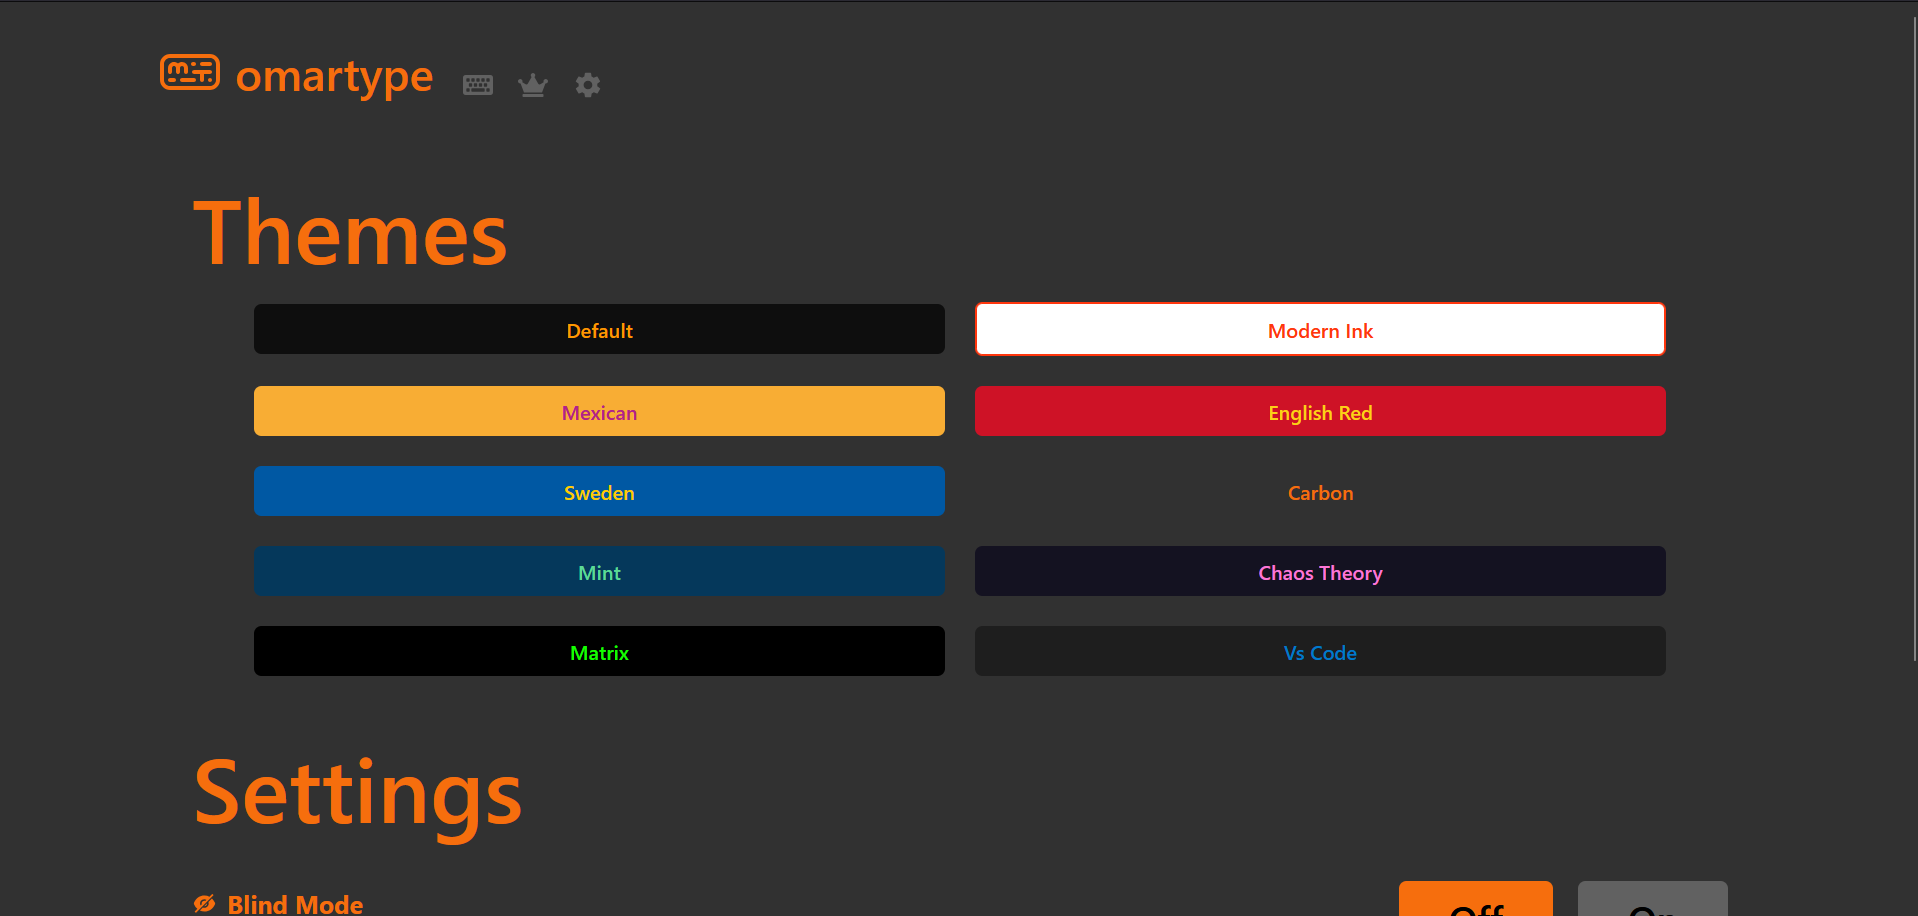 omartype
Themes
Default
Modern Ink
Mexican
English Red
Sweden
Carbon
Mint
Chaos Theory
Matrix
Vs Code
Settings
Blind Mode
Off
On